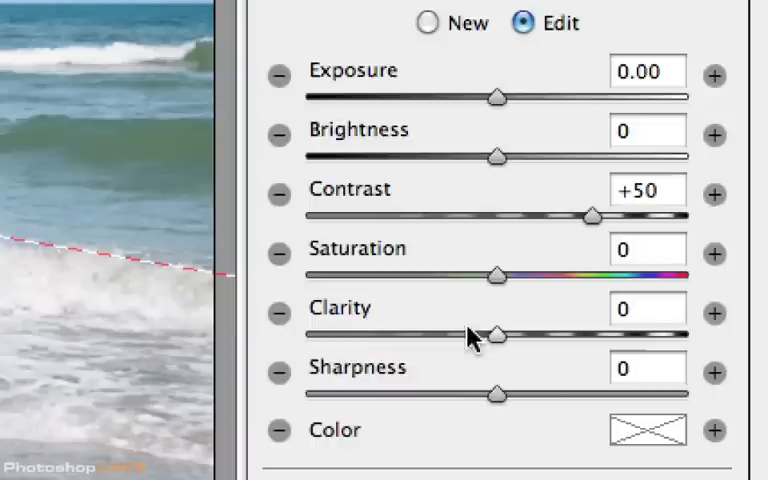 New Edit
Exposure 0.00
Brightness 0
Contrast +50
Saturation 0
Clarity 0
Sharpness 0
Color
PhotoshopCAFE